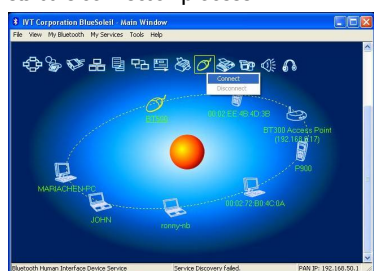 IVT Corporation BlueSoleil - Main Window
File View My Bluetooth My Services Tools Help
Connect
Disconnect
BT500
00:02:EE:4B:4D:3B
BT300 Access Point
(192.168.0.17)
P900
MARIACHEN-PC
JOHN
ronny-nb
00:02:72:B0:4C:0A
Bluetooth Human Interface Device Service
Service Discovery failed.
PAN IP: 192.168.50.1